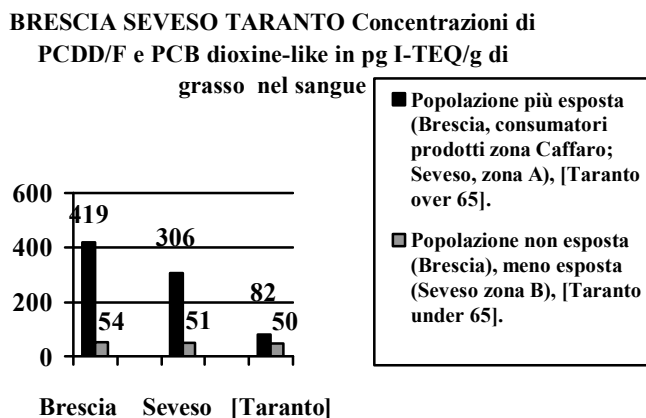 BRESCIA SEVESO TARANTO Concentrazioni di
PCDD/F e PCB dioxine-like in pg I-TEQ/g di
grasso nel sangue
Popolazione più esposta
(Brescia, consumatori
prodotti zona Caffaro;
Seveso, zona A), [Taranto
over 65].
Popolazione non esposta
(Brescia), meno esposta
(Seveso zona B), [Taranto
under 65].
600
400
200
0
419
54
306
51
82
50
Brescia Seveso [Taranto]